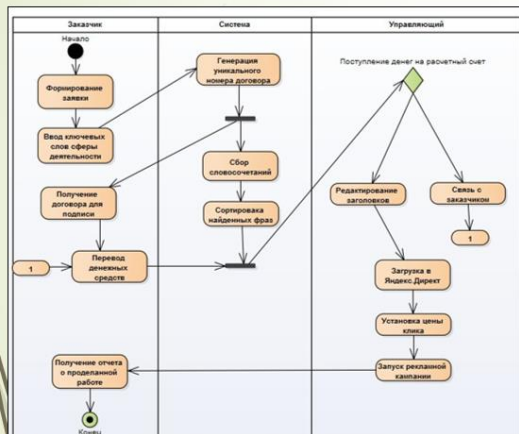 Заказчик
Система
Управляющий
Начало
Формирование
заявки
Ввод ключевых
слов сферы
деятельности
Получение
договора для
подписи
1
Перевод
денежных
средств
Получение отчета
о проделанной
работе
Конец
Генерация
уникального
номера договора
Сбор
словосочетаний
Сортировака
найденных фраз
Поступление денег на расчетный счет
Редактирование
заголовков
Связь с
заказчиком
1
Загрузка в
Яндекс.Директ
Установка цены
клика
Запуск рекламной
кампании